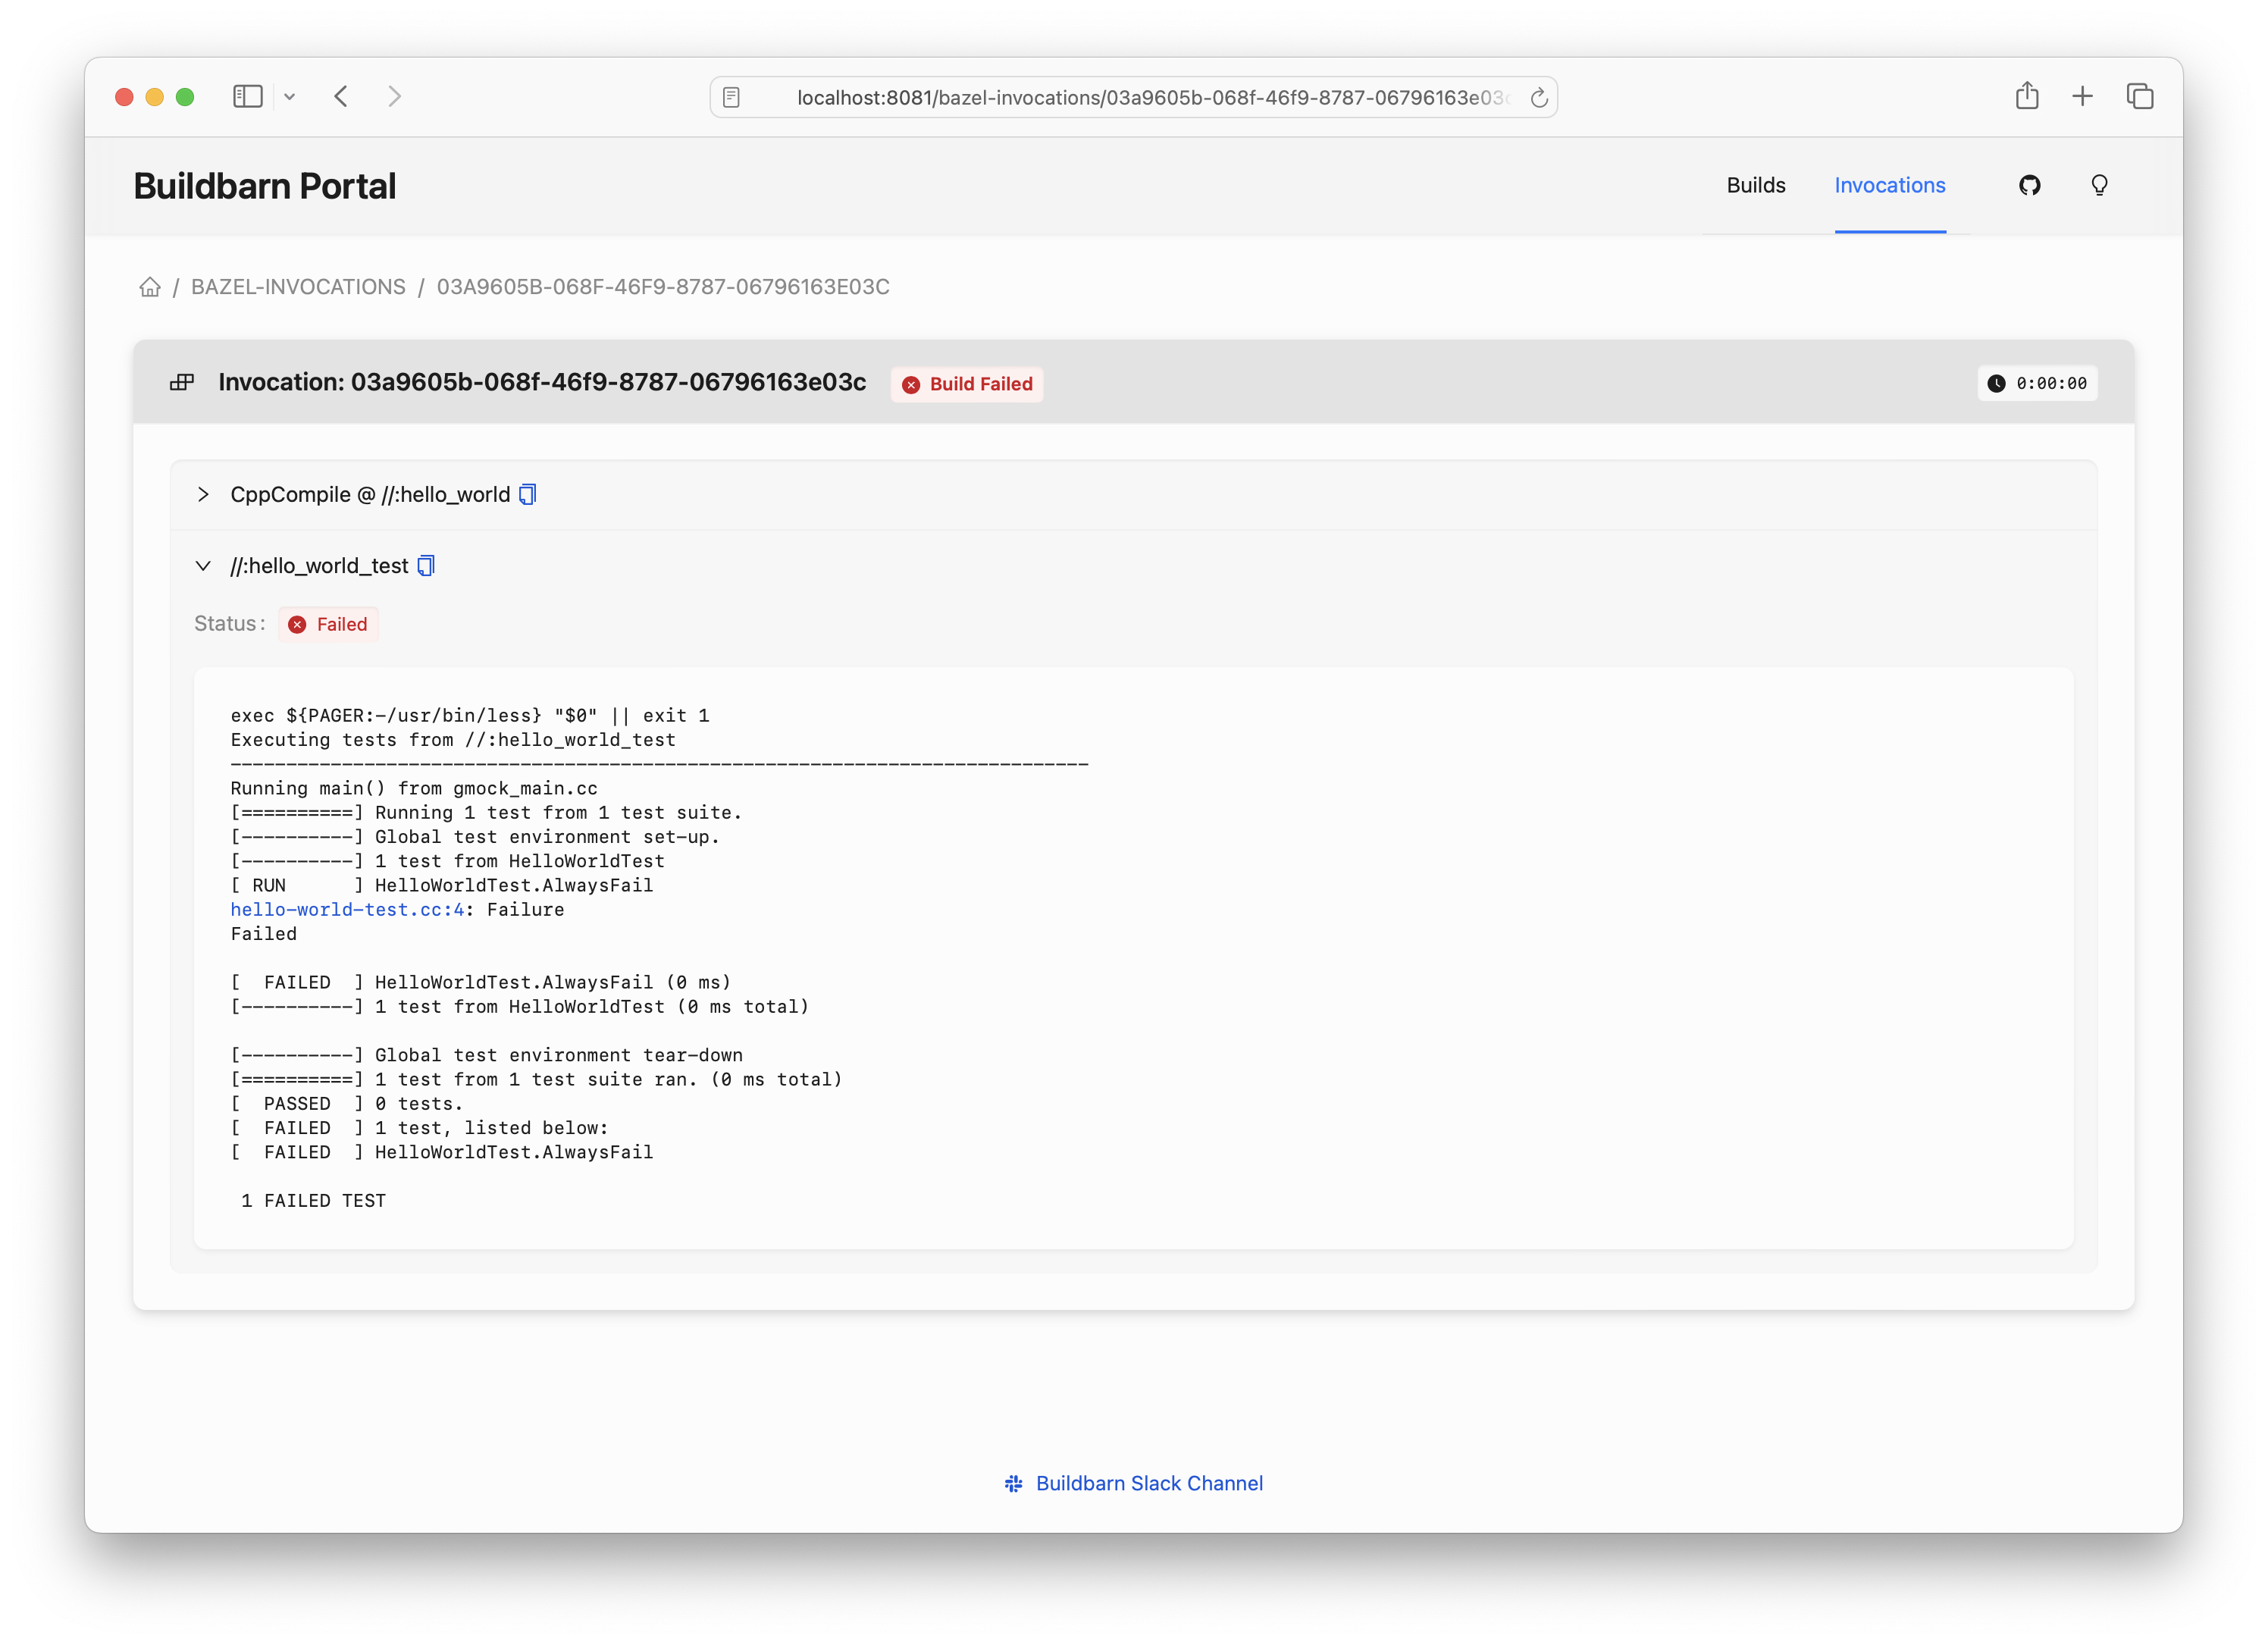 localhost:8081/bazel-invocations/03a9605b-068f-46f9-8787-06796163e03c
Buildbarn Portal
Builds
Invocations
/ BAZEL-INVOCATIONS / 03A9605B-068F-46F9-8787-06796163E03C
Invocation: 03a9605b-068f-46f9-8787-06796163e03c
Build Failed
0:00:00
CppCompile @ //:hello_world
//:hello_world_test
Status:
Failed
exec ${PAGER:-/usr/bin/less} "$0" || exit 1
Executing tests from //:hello_world_test
-----------------------------------------------------------------------------
Running main() from gmock_main.cc
[==========] Running 1 test from 1 test suite.
[----------] Global test environment set-up.
[----------] 1 test from HelloWorldTest
[ RUN      ] HelloWorldTest.AlwaysFail
hello-world-test.cc:4: Failure
Failed
[  FAILED  ] HelloWorldTest.AlwaysFail (0 ms)
[----------] 1 test from HelloWorldTest (0 ms total)
[----------] Global test environment tear-down
[==========] 1 test from 1 test suite ran. (0 ms total)
[  PASSED  ] 0 tests.
[  FAILED  ] 1 test, listed below:
[  FAILED  ] HelloWorldTest.AlwaysFail
1 FAILED TEST
Buildbarn Slack Channel